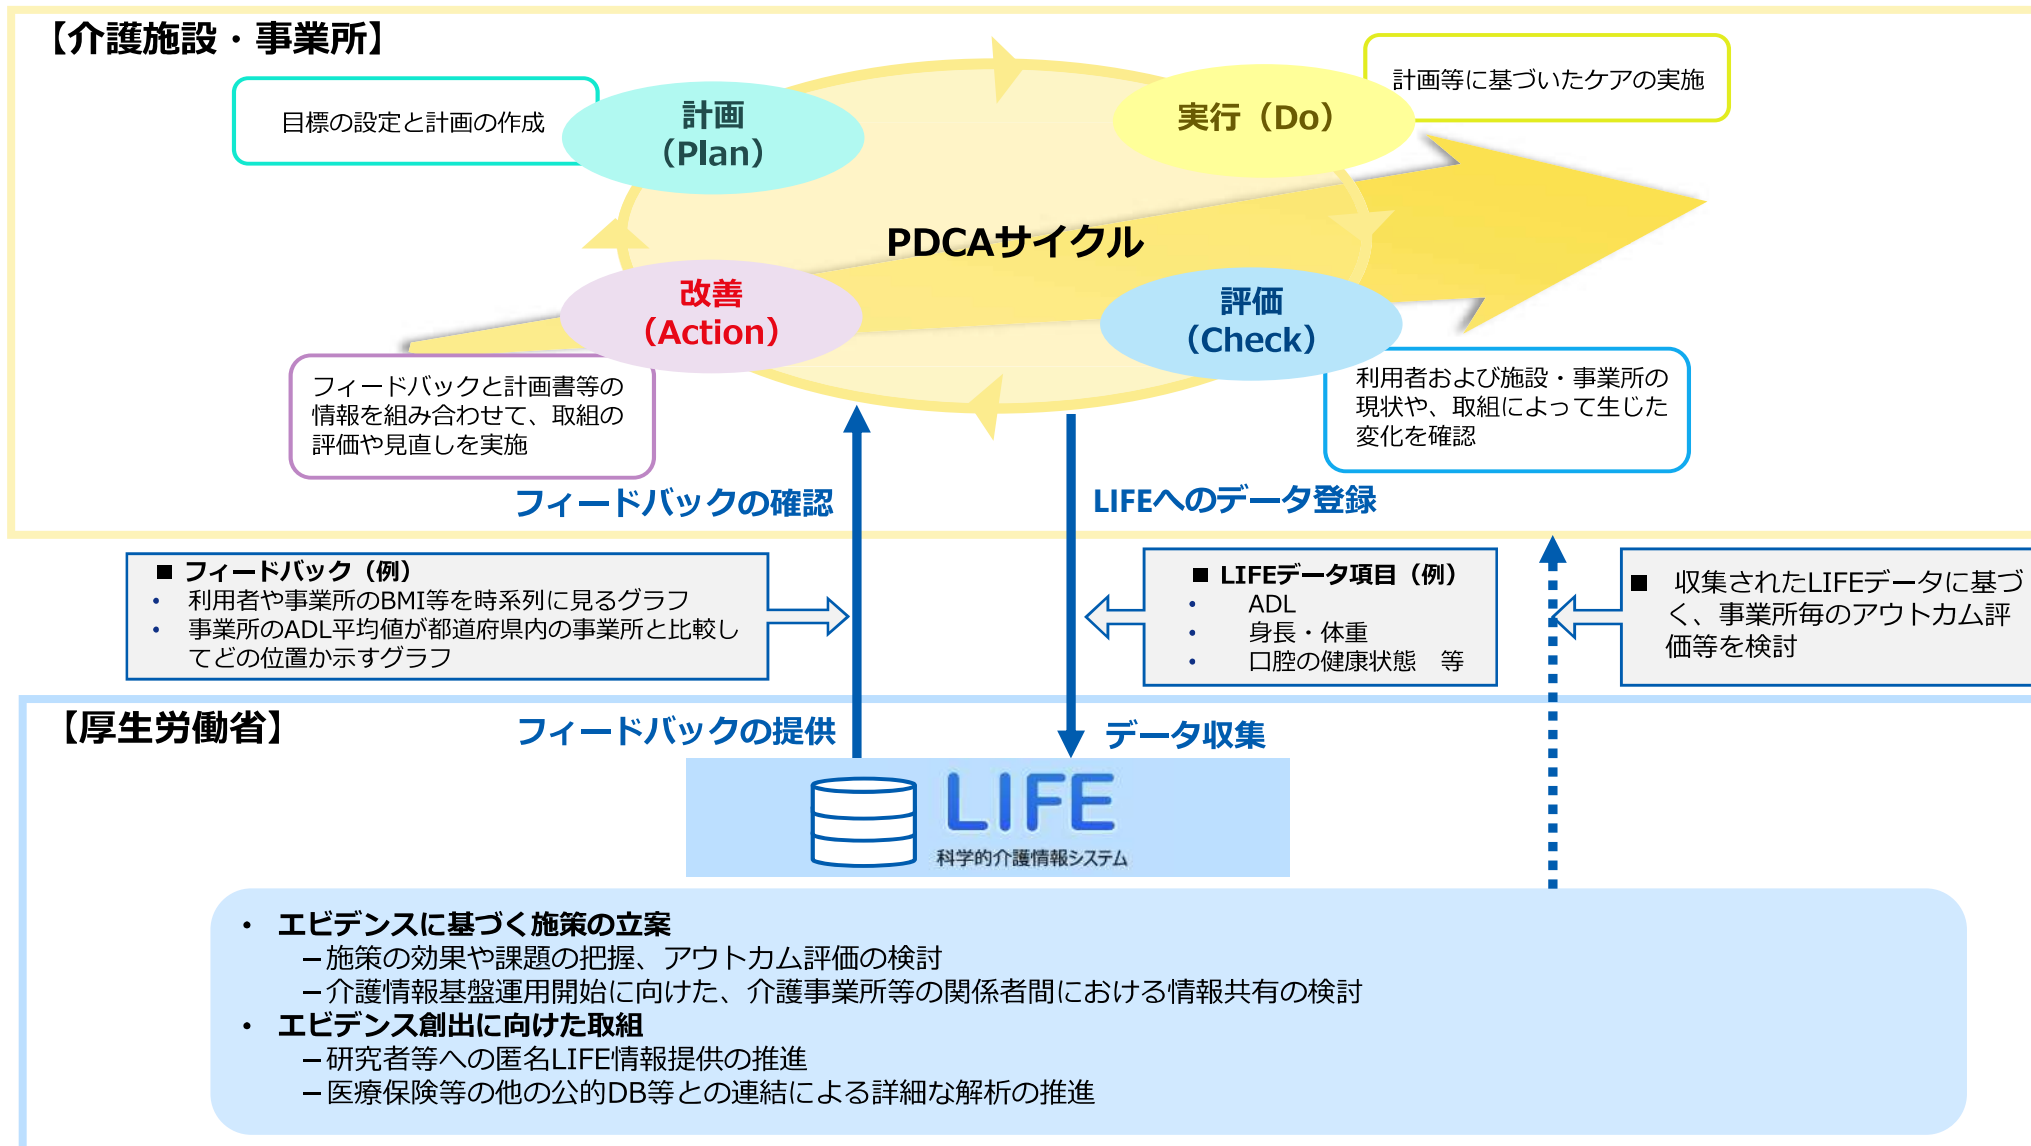 【介護施設・事業所】
目標の設定と計画の作成
計画
（Plan）
実行（Do）
計画等に基づいたケアの実施
PDCAサイクル
改善
（Action）
評価
（Check）
フィードバックと計画書等の
情報を組み合わせて、取組の
評価や見直しを実施
利用者および施設・事業所の
現状や、取組によって生じた
変化を確認
フィードバックの確認
LIFEへのデータ登録
■ フィードバック（例）
• 利用者や事業所のBMI等を時系列に見るグラフ
• 事業所のADL平均値が都道府県内の事業所と比較し
てどの位置か示すグラフ
■ LIFEデータ項目（例）
• ADL
• 身長・体重
• 口腔の健康状態　等
■ 収集されたLIFEデータに基づ
く、事業所毎のアウトカム評
価等を検討
【厚生労働省】
フィードバックの提供
データ収集
LIFE
科学的介護情報システム
• エビデンスに基づく施策の立案
－施策の効果や課題の把握、アウトカム評価の検討
－介護情報基盤運用開始に向けた、介護事業所等の関係者間における情報共有の検討
• エビデンス創出に向けた取組
－研究者等への匿名LIFE情報提供の推進
－医療保険等の他の公的DB等との連結による詳細な解析の推進